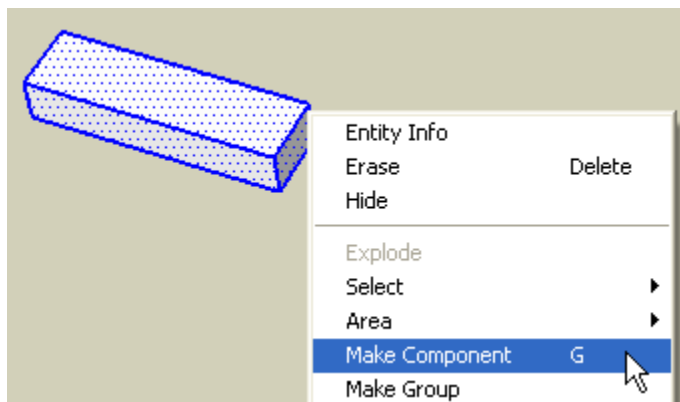 Entity Info
Erase Delete
Hide
Explode
Select
Area
Make Component G
Make Group